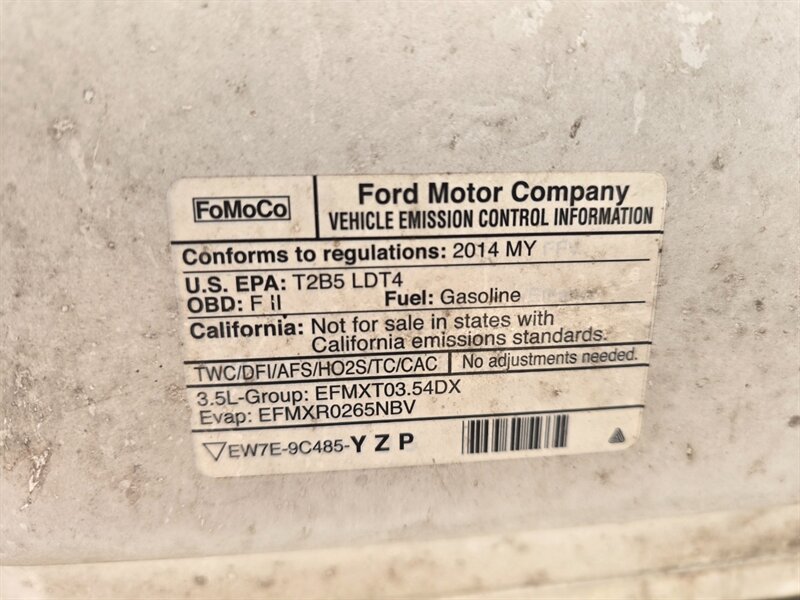 FoMoCo
Ford Motor Company
VEHICLE EMISSION CONTROL INFORMATION
Conforms to regulations: 2014 MY
U.S. EPA: T2B5 LDT4
OBD: F II Fuel: Gasoline
California: Not for sale in states with
California emissions standards.
TWC/DFI/AFS/HO2S/TC/CAC No adjustments needed.
3.5L-Group: EFMXT03.54DX
Evap: EFMXR0265NBV
EW7E-9C485-Y Z P